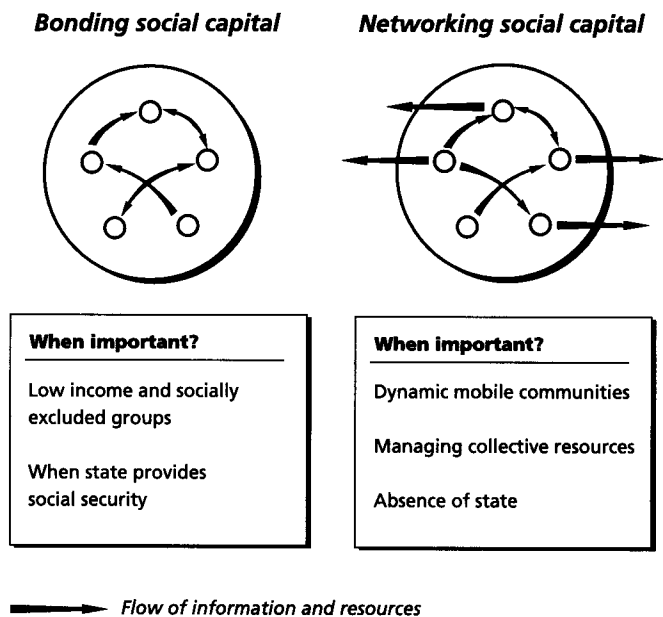 Bonding social capital
Networking social capital
When important?
Low income and socially
excluded groups
When state provides
social security
When important?
Dynamic mobile communities
Managing collective resources
Absence of state
Flow of information and resources